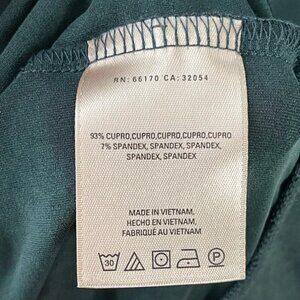 RN: 66170 CA: 32054
93% CUPRO,CUPRO,CUPRO,CUPRO,CUPRO
7% SPANDEX, SPANDEX, SPANDEX,
SPANDEX, SPANDEX
MADE IN VIETNAM,
HECHO EN VIETNAM,
FABRIQUÉ AU VIETNAM
30 P